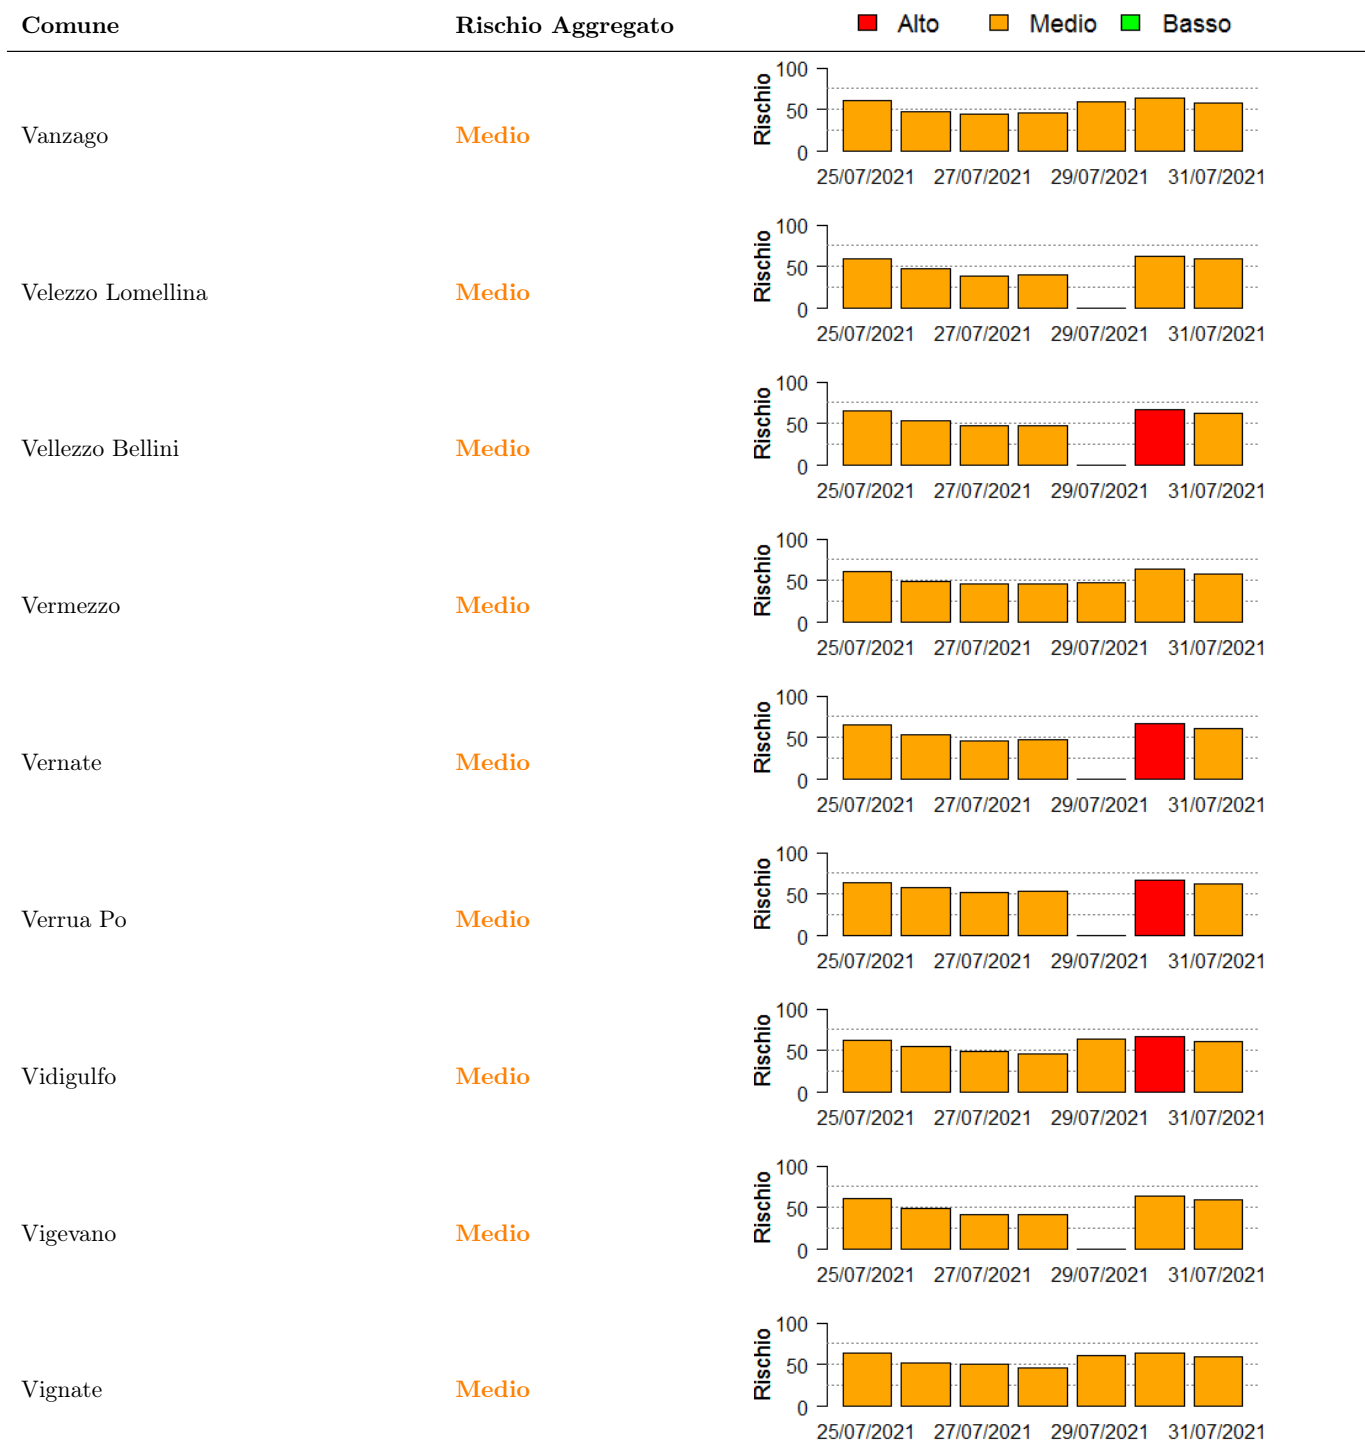 Comune Rischio Aggregato Alto Medio Basso
100
50
0
Rischio
Vanzago Medio
25/07/2021 27/07/2021 29/07/2021 31/07/2021
100
50
0
Rischio
Velezzo Lomellina Medio
25/07/2021 27/07/2021 29/07/2021 31/07/2021
100
50
0
Rischio
Vellezzo Bellini Medio
25/07/2021 27/07/2021 29/07/2021 31/07/2021
100
50
0
Rischio
Vermezzo Medio
25/07/2021 27/07/2021 29/07/2021 31/07/2021
100
50
0
Rischio
Vernate Medio
25/07/2021 27/07/2021 29/07/2021 31/07/2021
100
50
0
Rischio
Verrua Po Medio
25/07/2021 27/07/2021 29/07/2021 31/07/2021
100
50
0
Rischio
Vidigulfo Medio
25/07/2021 27/07/2021 29/07/2021 31/07/2021
100
50
0
Rischio
Vigevano Medio
25/07/2021 27/07/2021 29/07/2021 31/07/2021
100
50
0
Rischio
Vignate Medio
25/07/2021 27/07/2021 29/07/2021 31/07/2021